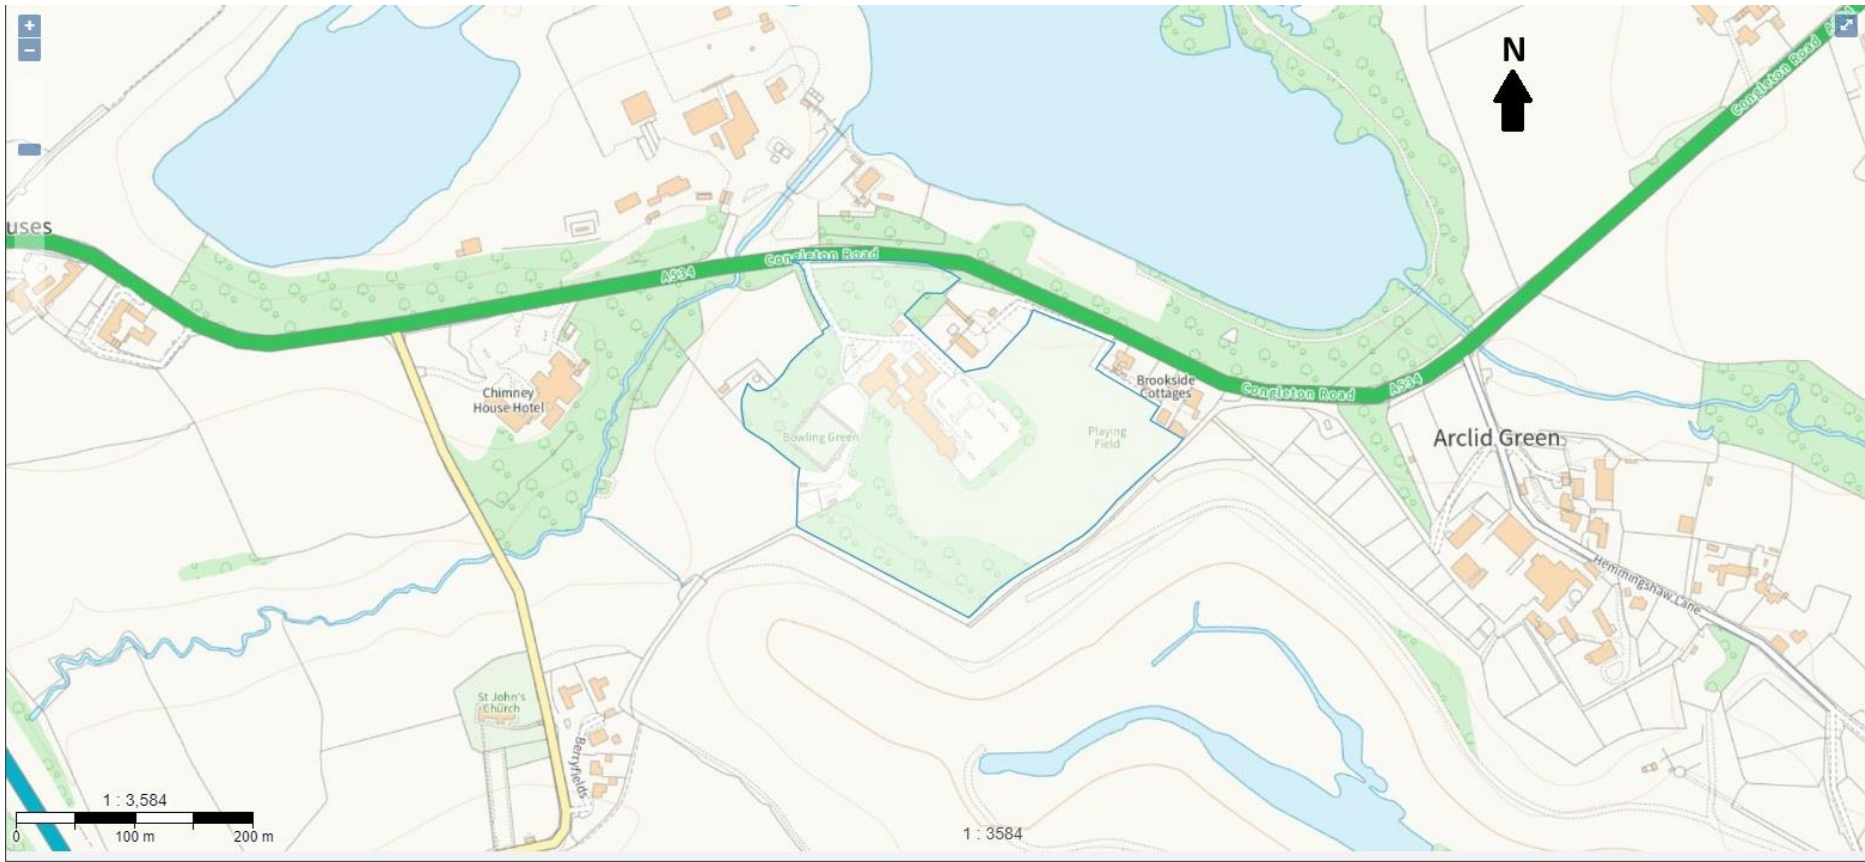 +
−
N
A
Congleton Road
uses
Congleton Road
A534
Chimney
House Hotel
Brookside
Cottages
Congleton Road
A534
Bowling Green
Playing
Field
Arclid Green
Hemmingshaw Lane
St John's
Church
Berryfields
1 : 3,584
0
100 m
200 m
1 : 3584